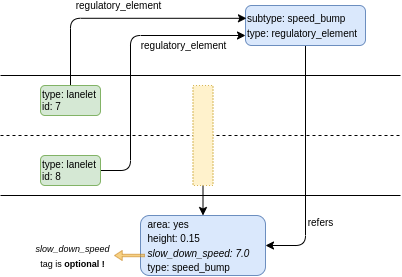 regulatory_element
subtype: speed_bump
type: regulatory_element
regulatory_element
type: lanelet
id: 7
type: lanelet
id: 8
area: yes
height: 0.15
slow_down_speed: 7.0
type: speed_bump
refers
slow_down_speed
tag is optional !